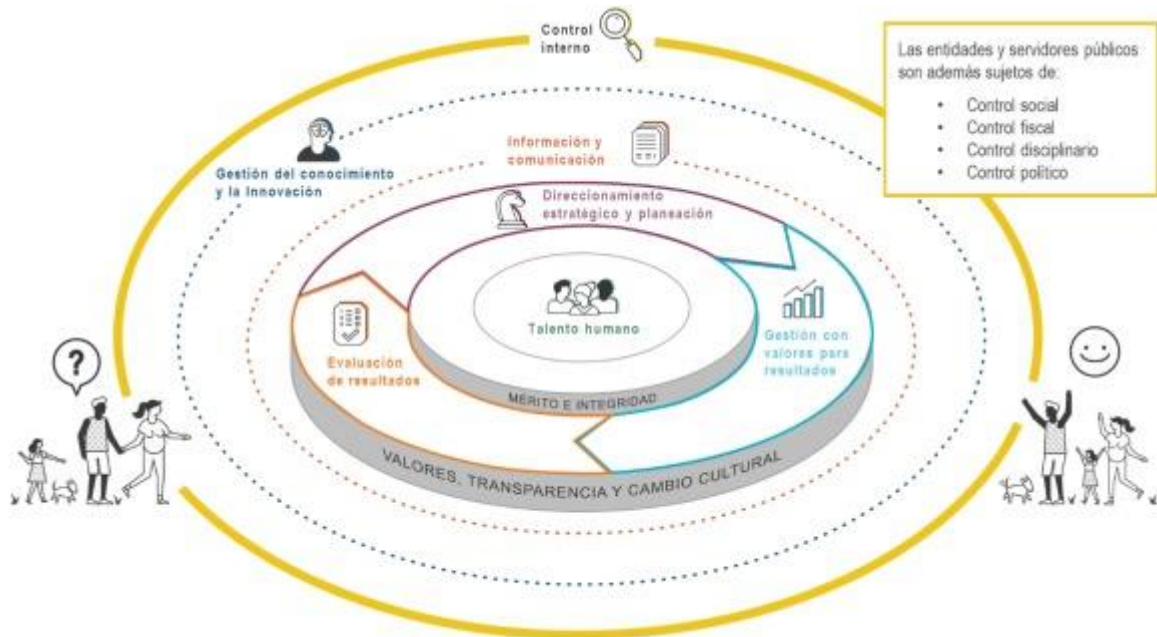 Control
interno
Las entidades y servidores públicos
son además sujetos de:
• Control social
• Control fiscal
• Control disciplinario
• Control político
Información y
comunicación
Gestión del conocimiento
y la Innovación
Direccionamiento
estratégico y planeación
Talento humano
Gestión con
valores para
resultados
Evaluación
de resultados
MERITO E INTEGRIDAD
VALORES, TRANSPARENCIA Y CAMBIO CULTURAL
?